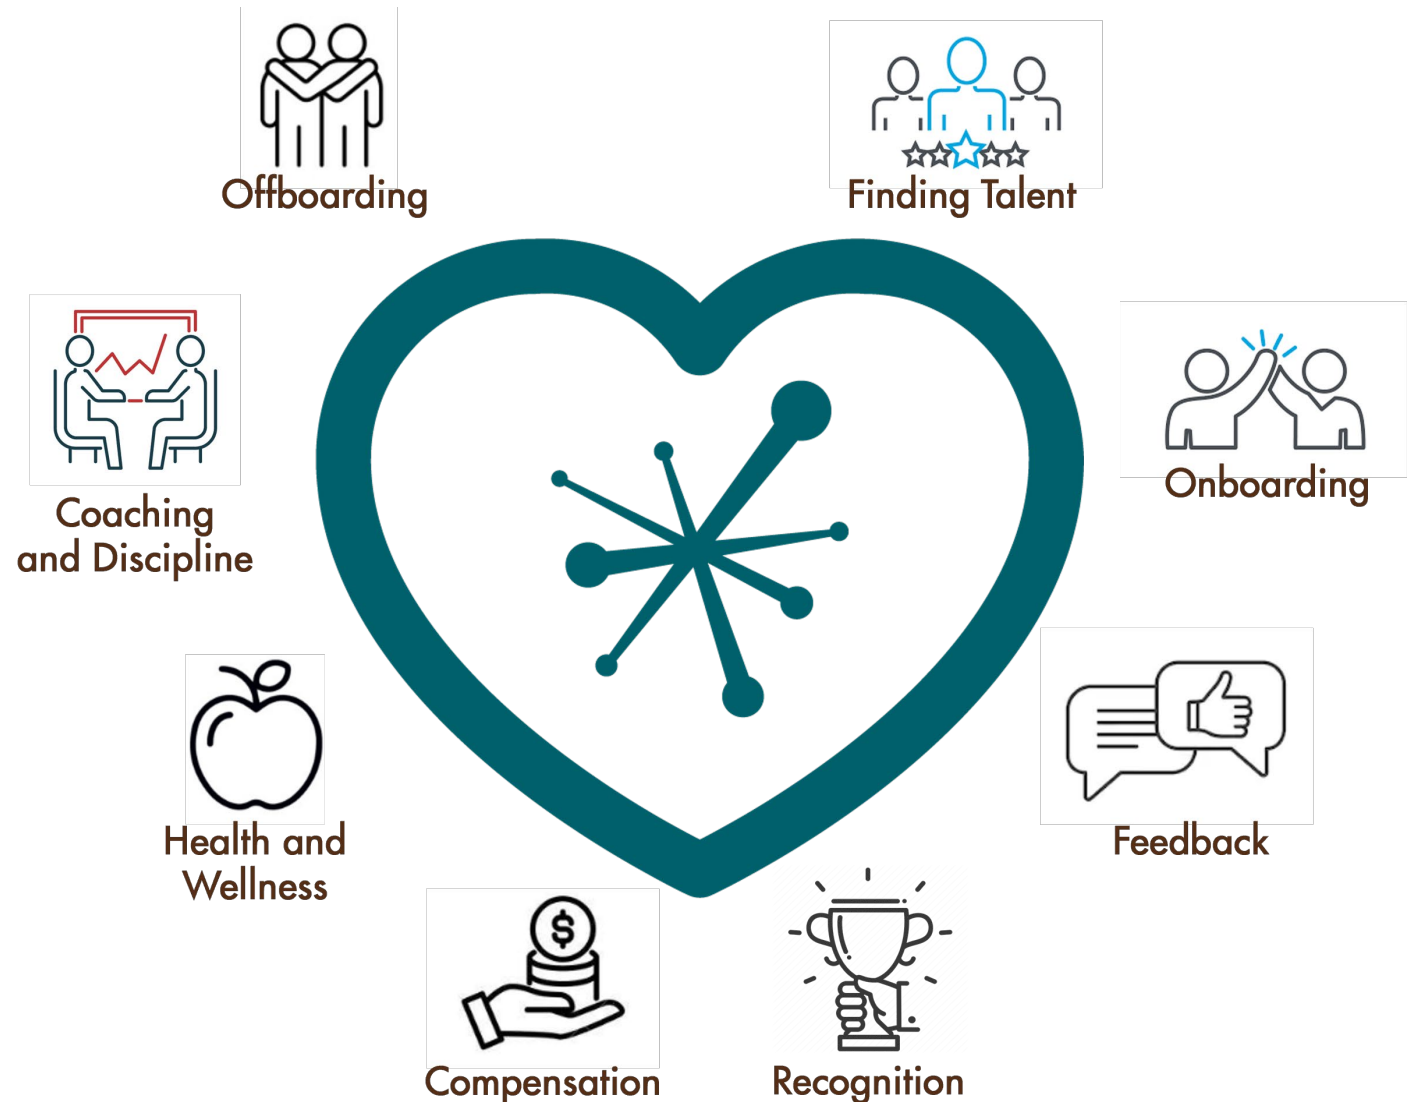 Offboarding
Finding Talent
Coaching
and Discipline
Onboarding
Health and
Wellness
Feedback
$
Compensation
Recognition